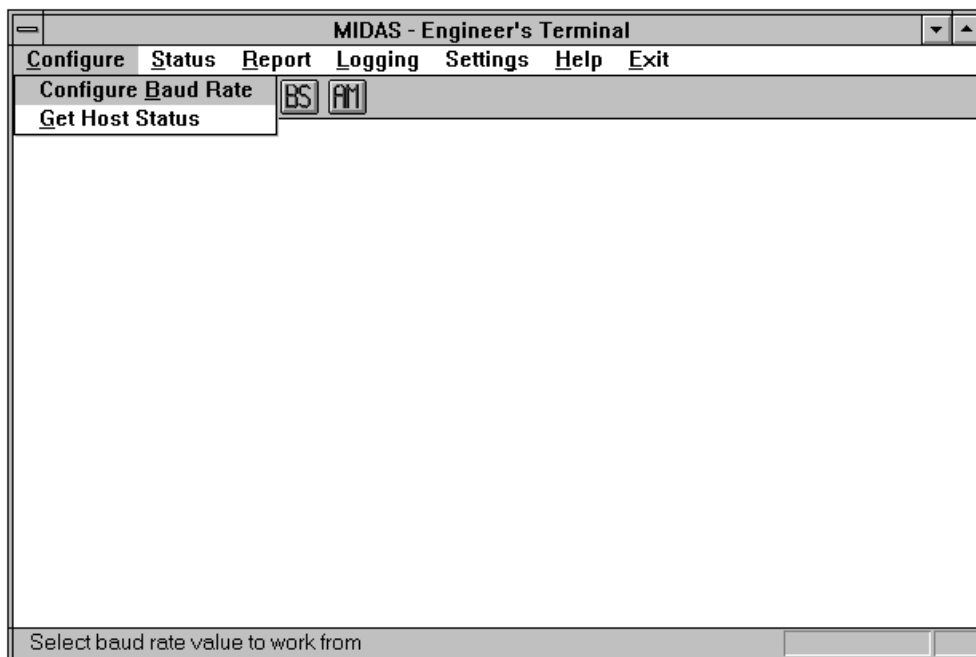 MIDAS - Engineer's Terminal
Configure Status Report Logging Settings Help Exit
Configure Baud Rate
BS AM
Get Host Status
Select baud rate value to work from